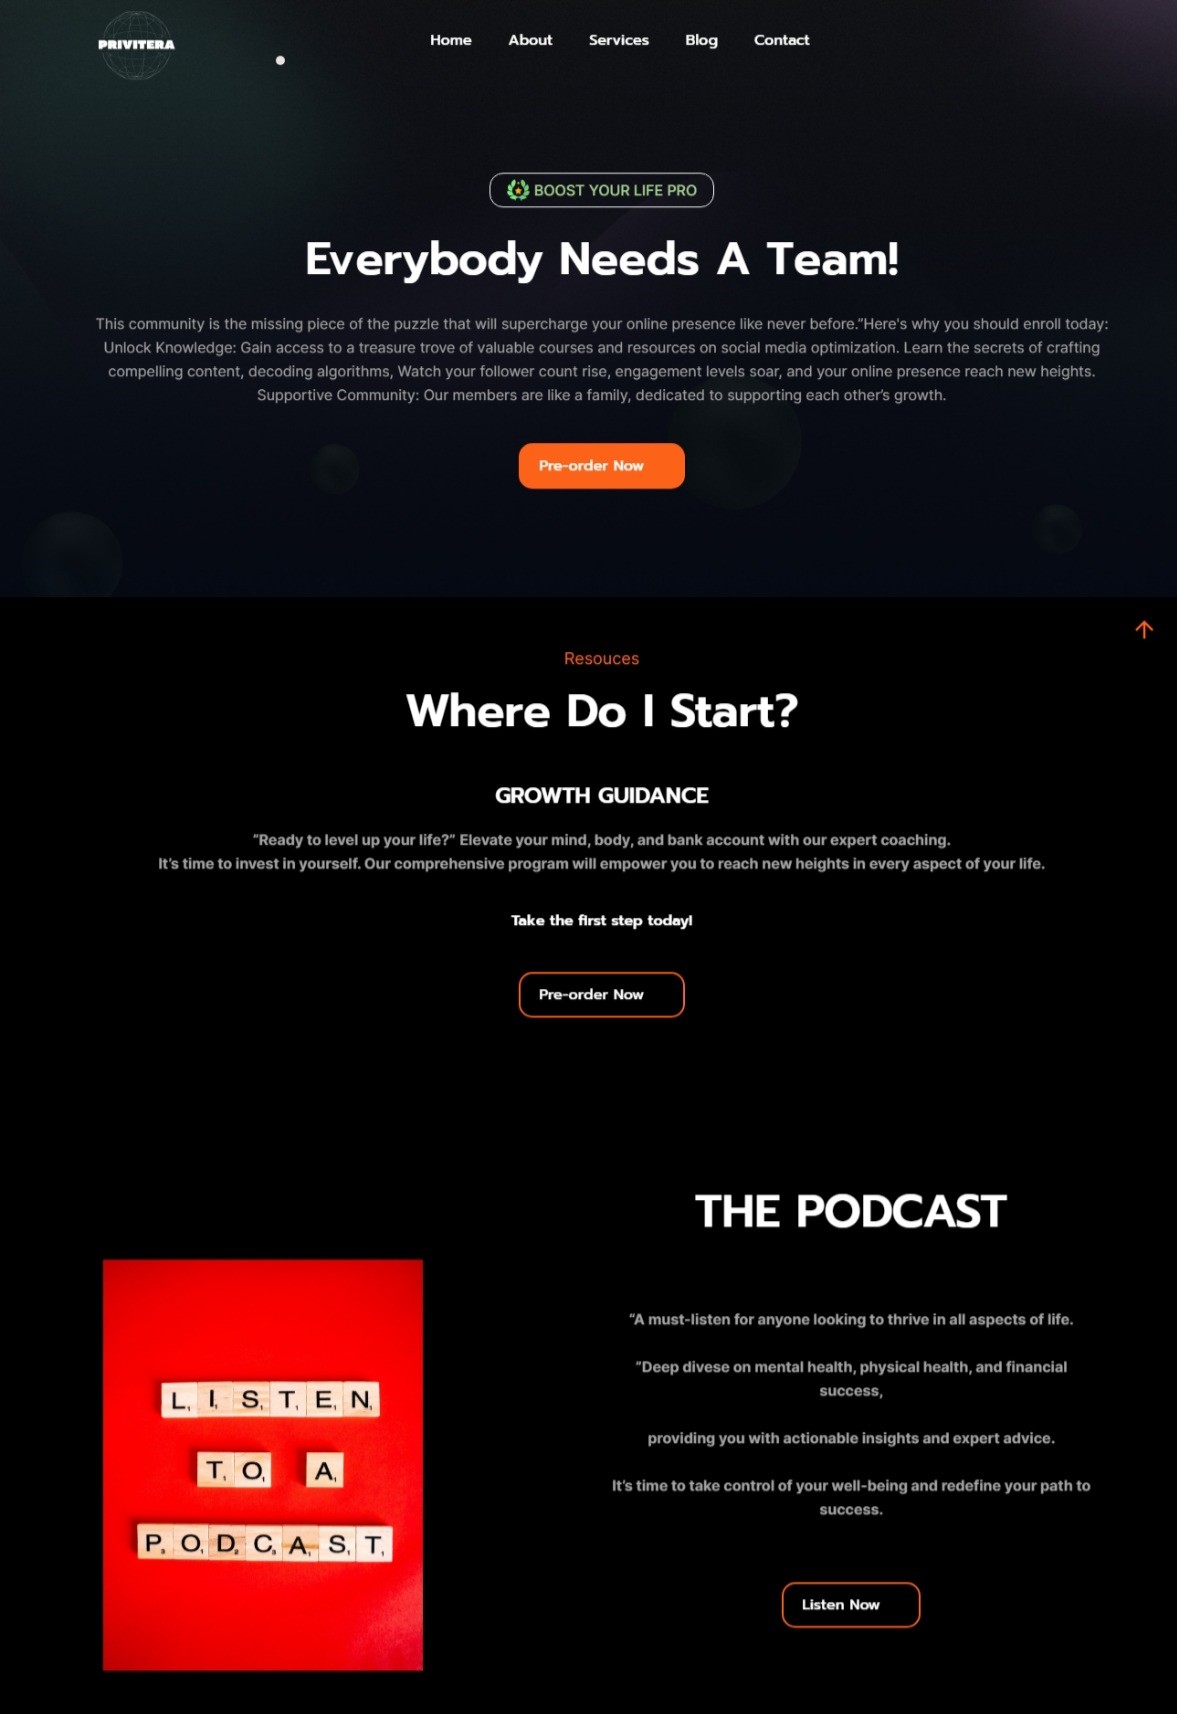 PRIVITERA
Home About Services Blog Contact
BOOST YOUR LIFE PRO
Everybody Needs A Team!
This community is the missing piece of the puzzle that will supercharge your online presence like never before.”Here's why you should enroll today:
Unlock Knowledge: Gain access to a treasure trove of valuable courses and resources on social media optimization. Learn the secrets of crafting
compelling content, decoding algorithms, Watch your follower count rise, engagement levels soar, and your online presence reach new heights.
Supportive Community: Our members are like a family, dedicated to supporting each other’s growth.
Pre-order Now
Resouces
Where Do I Start?
GROWTH GUIDANCE
“Ready to level up your life?” Elevate your mind, body, and bank account with our expert coaching.
It’s time to invest in yourself. Our comprehensive program will empower you to reach new heights in every aspect of your life.
Take the first step today!
Pre-order Now
THE PODCAST
“A must-listen for anyone looking to thrive in all aspects of life.
”Deep divese on mental health, physical health, and financial
success,
providing you with actionable insights and expert advice.
It’s time to take control of your well-being and redefine your path to
success.
Listen Now
LISTEN
TO A
PODCAST